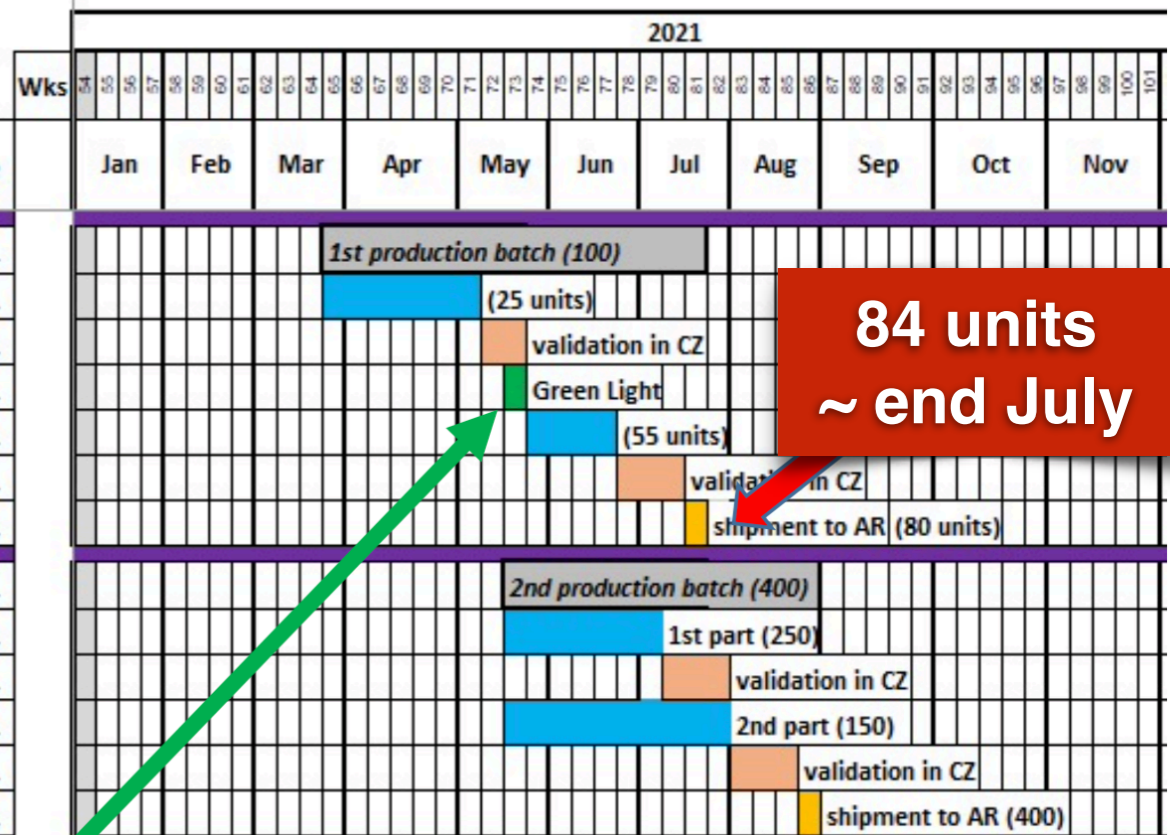 2021
Wks 54 55 56 57 58 59 60 61 62 63 64 65 66 67 68 69 70 71 72 73 74 75 76 77 78 79 80 81 82 83 84 85 86 87 88 89 90 91 92 93 94 95 96 97 98 99 100 101
Jan Feb Mar Apr May Jun Jul Aug Sep Oct Nov
1st production batch (100)
(25 units)
84 units
~ end July
validation in CZ
Green Light
(55 units)
validation in CZ
shipment to AR (80 units)
2nd production batch (400)
1st part (250)
validation in CZ
2nd part (150)
validation in CZ
shipment to AR (400)